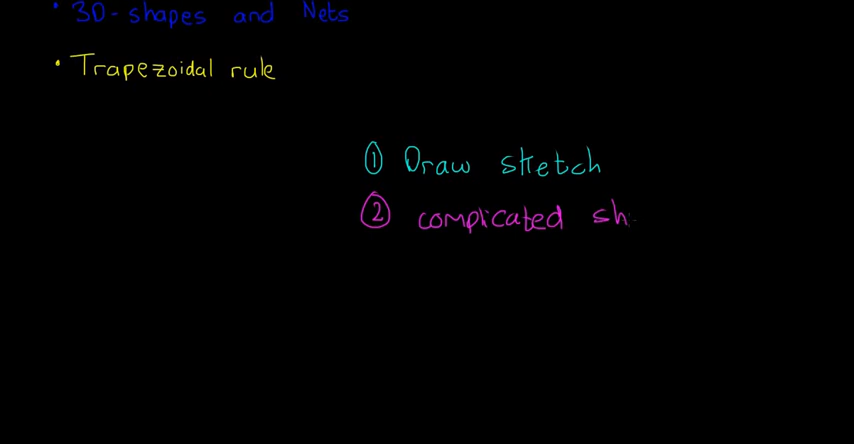 • 3D-shapes and Nets
• Trapezoidal rule
① Draw sketch
② complicated sh